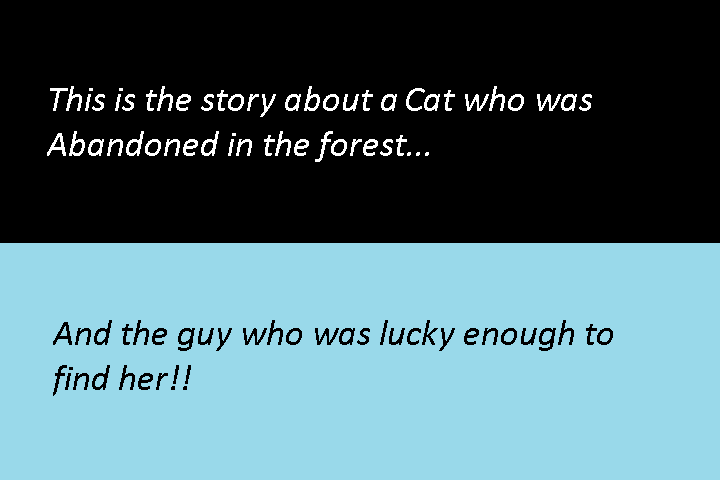 This is the story about a Cat who was
Abandoned in the forest...
And the guy who was lucky enough to
find her!!